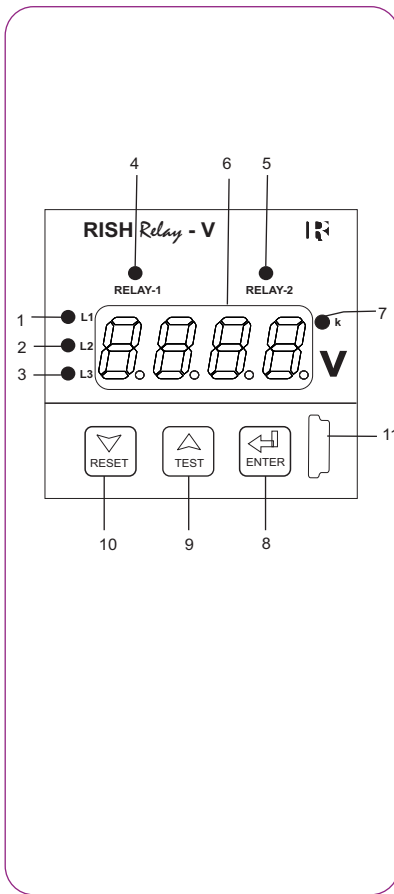 4 6 5
RISH Relay - V
RELAY-1 RELAY-2
1 L1 7
k
2 L2 V
3 L3
11
RESET TEST ENTER
10 9 8